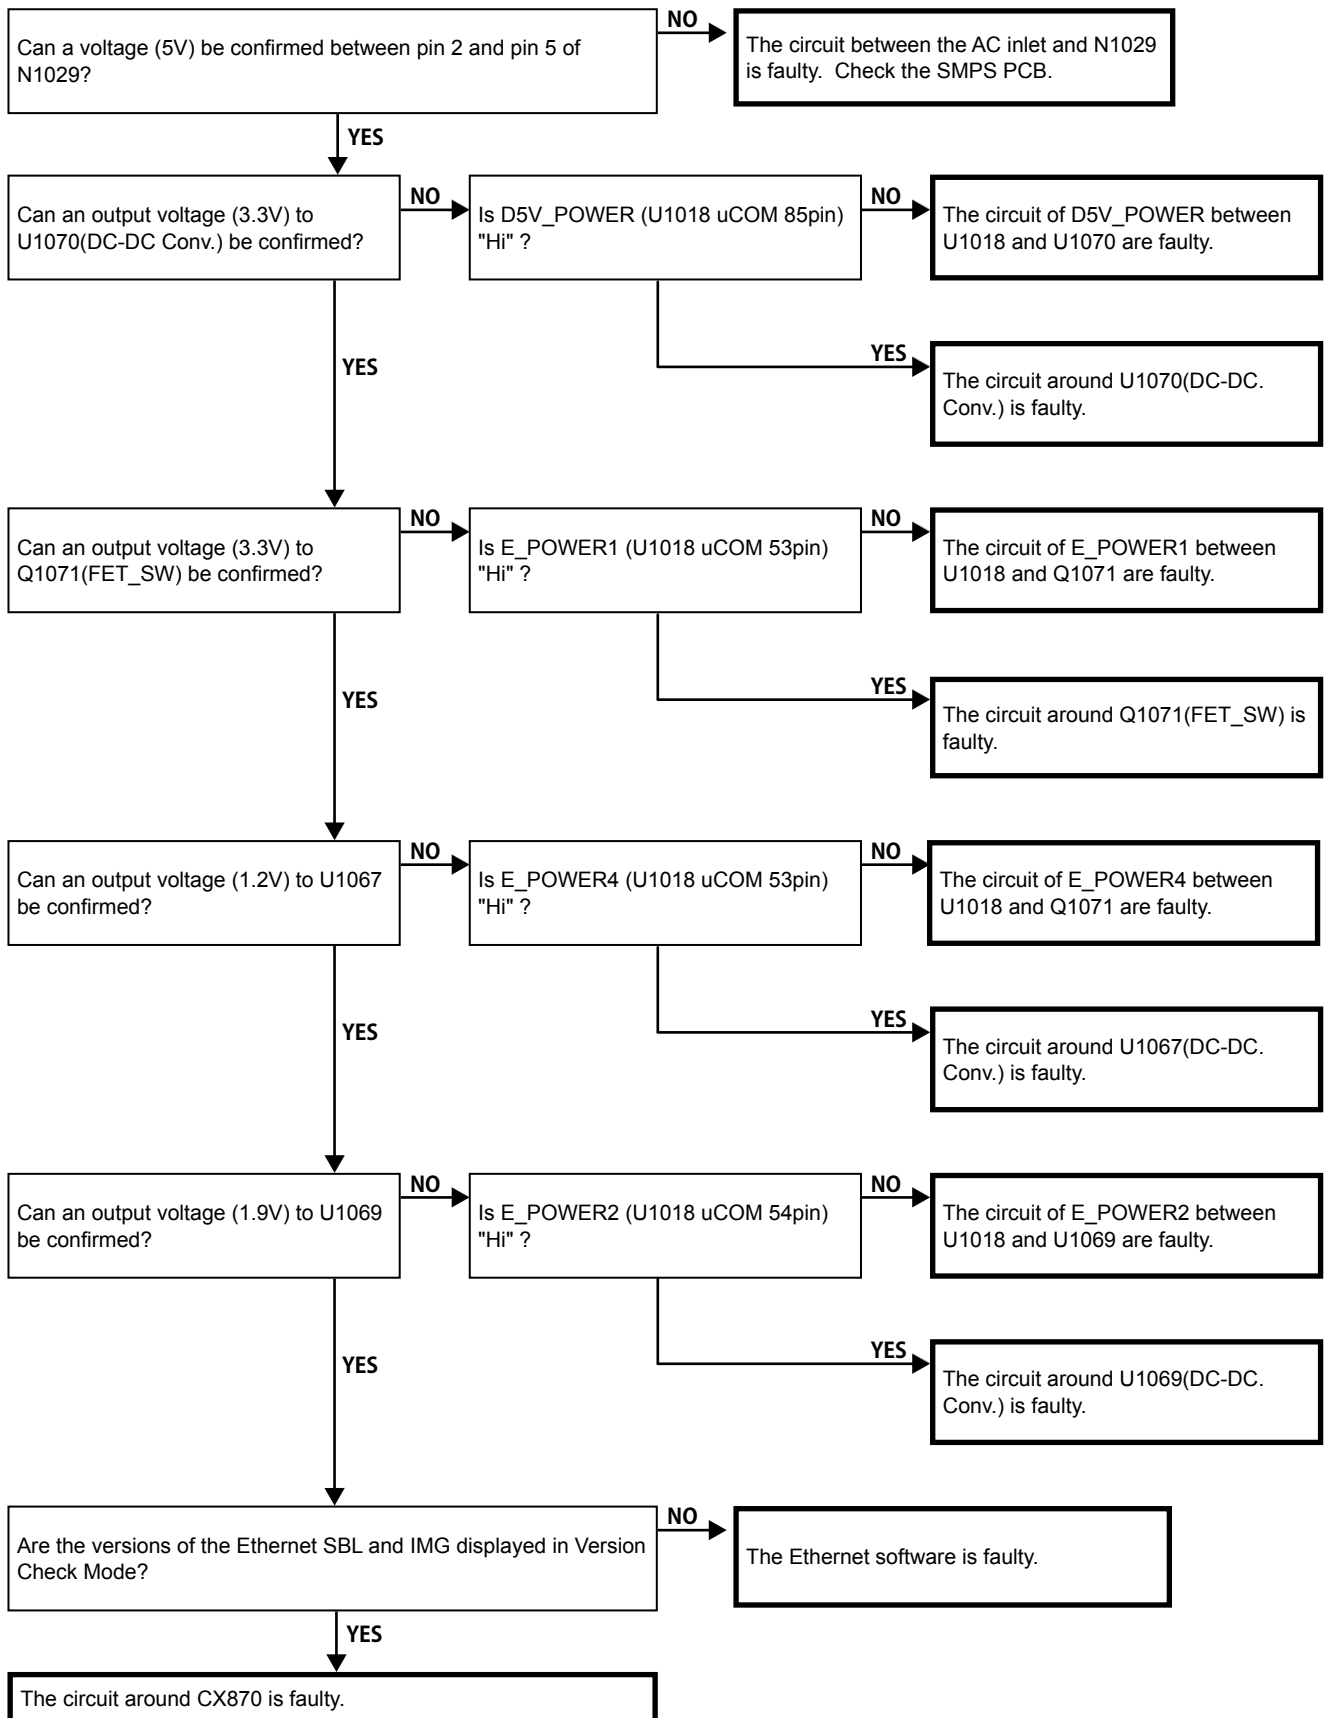 Can a voltage (5V) be confirmed between pin 2 and pin 5 of
N1029?
NO
The circuit between the AC inlet and N1029
is faulty.  Check the SMPS PCB.
YES
Can an output voltage (3.3V) to
U1070(DC-DC Conv.) be confirmed?
NO
Is D5V_POWER (U1018 uCOM 85pin)
"Hi" ?
NO
The circuit of D5V_POWER between
U1018 and U1070 are faulty.
YES
The circuit around U1070(DC-DC.
Conv.) is faulty.
YES
Can an output voltage (3.3V) to
Q1071(FET_SW) be confirmed?
NO
Is E_POWER1 (U1018 uCOM 53pin)
"Hi" ?
NO
The circuit of E_POWER1 between
U1018 and Q1071 are faulty.
YES
The circuit around Q1071(FET_SW) is
faulty.
YES
Can an output voltage (1.2V) to U1067
be confirmed?
NO
Is E_POWER4 (U1018 uCOM 53pin)
"Hi" ?
NO
The circuit of E_POWER4 between
U1018 and Q1071 are faulty.
YES
The circuit around U1067(DC-DC.
Conv.) is faulty.
YES
Can an output voltage (1.9V) to U1069
be confirmed?
NO
Is E_POWER2 (U1018 uCOM 54pin)
"Hi" ?
NO
The circuit of E_POWER2 between
U1018 and U1069 are faulty.
YES
The circuit around U1069(DC-DC.
Conv.) is faulty.
YES
Are the versions of the Ethernet SBL and IMG displayed in Version
Check Mode?
NO
The Ethernet software is faulty.
YES
The circuit around CX870 is faulty.